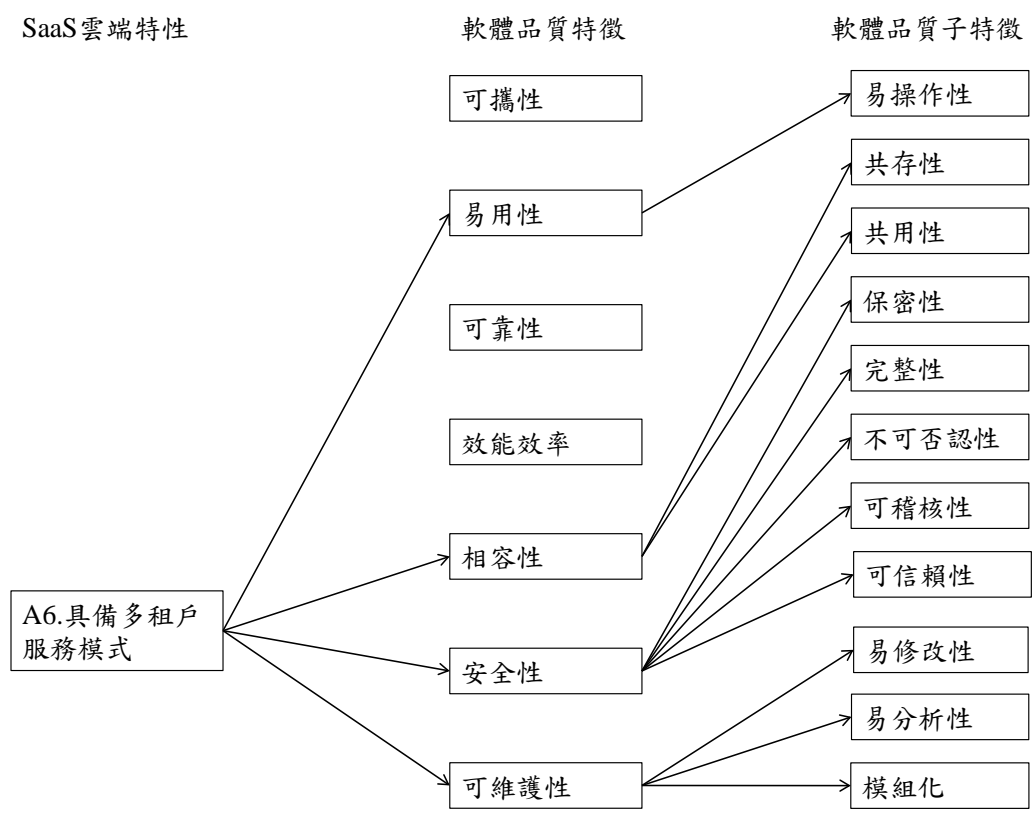 SaaS雲端特性
軟體品質特徵
軟體品質子特徵
可攜性
易用性
可靠性
效能效率
相容性
安全性
可維護性
A6.具備多租戶
服務模式
易操作性
共存性
共用性
保密性
完整性
不可否認性
可稽核性
可信賴性
易修改性
易分析性
模組化